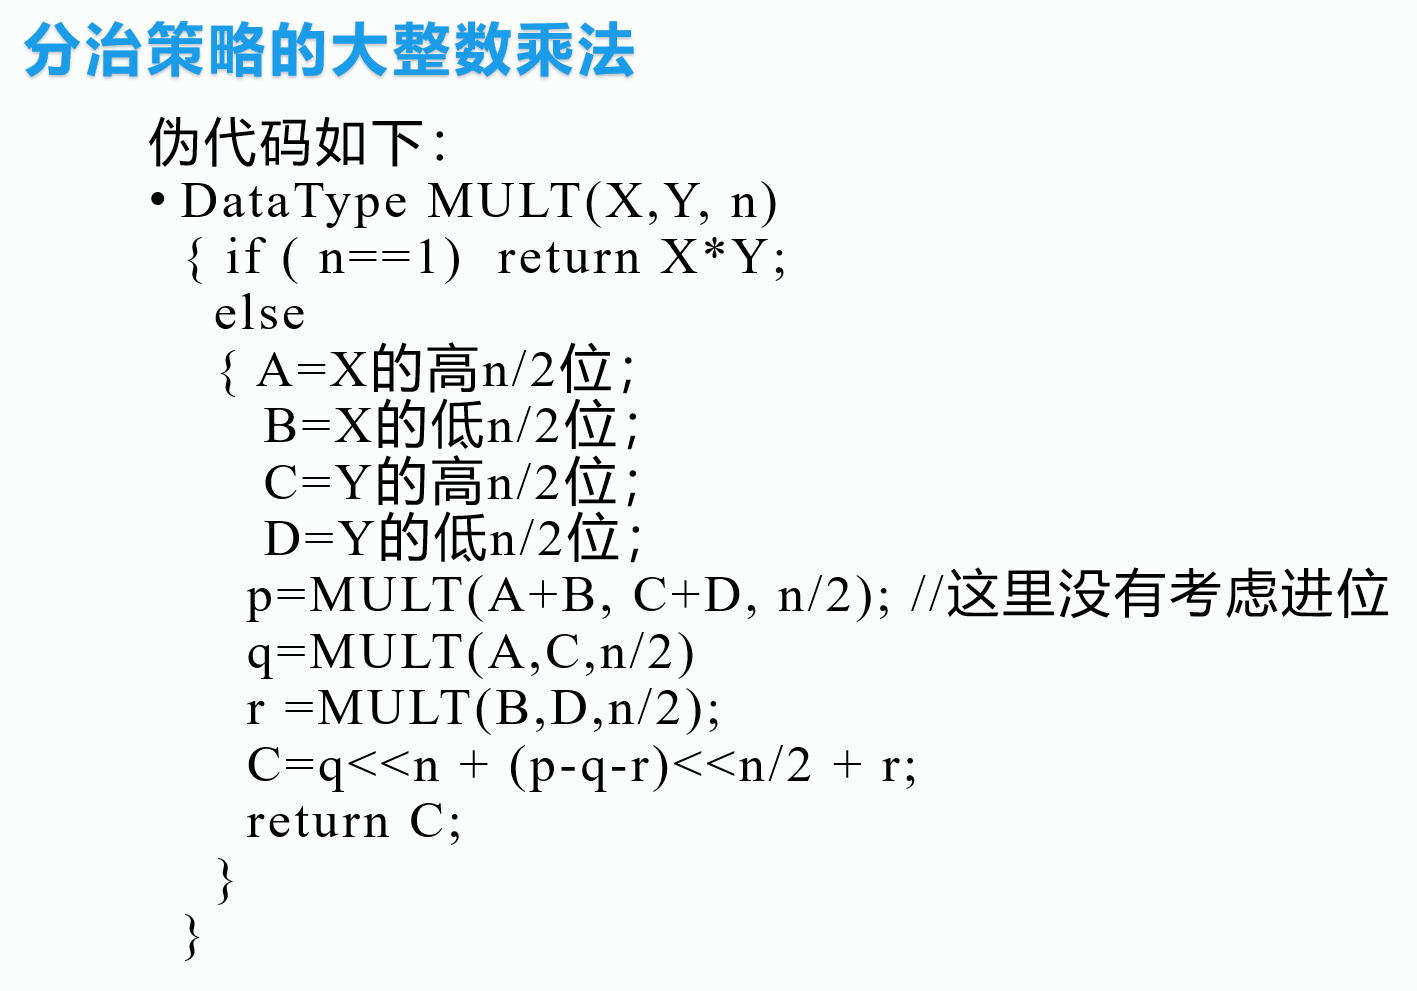 分治策略的大整数乘法
伪代码如下：
• DataType MULT(X,Y, n)
{ if ( n==1)  return X*Y;
else
{ A=X的高n/2位；
B=X的低n/2位；
C=Y的高n/2位；
D=Y的低n/2位；
p=MULT(A+B, C+D, n/2); //这里没有考虑进位
q=MULT(A,C,n/2)
r =MULT(B,D,n/2);
C=q<<n + (p-q-r)<<n/2 + r;
return C;
}
}